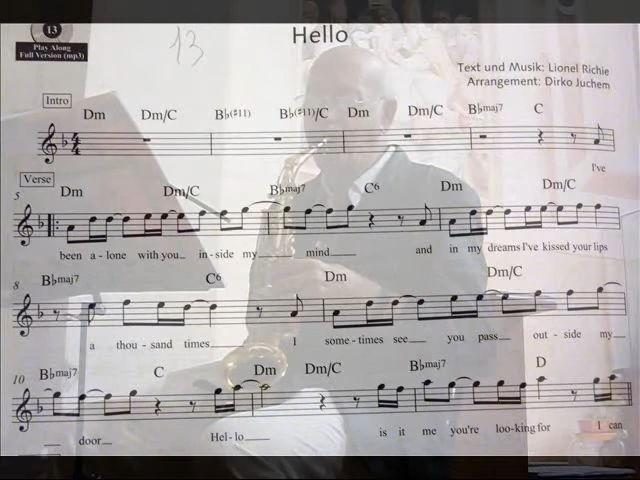 13
Play Along
Full Version (mp3)
13
Hello
Text und Musik: Lionel Richie
Arrangement: Dirko Juchem
Intro
Dm Dm/C B♭(♯11) B♭(♯11)/C Dm Dm/C B♭maj7 C
I've
Verse
Dm Dm/C B♭maj7 C6 Dm Dm/C
5
been a - lone with you in - side my mind and in my dreams I've kissed your lips
B♭maj7 C6 Dm Dm/C
8
a thou - sand times I some - times see you pass out - side my
B♭maj7 C Dm Dm/C B♭maj7 D
10
door Hel - lo is it me you're loo - king for I can